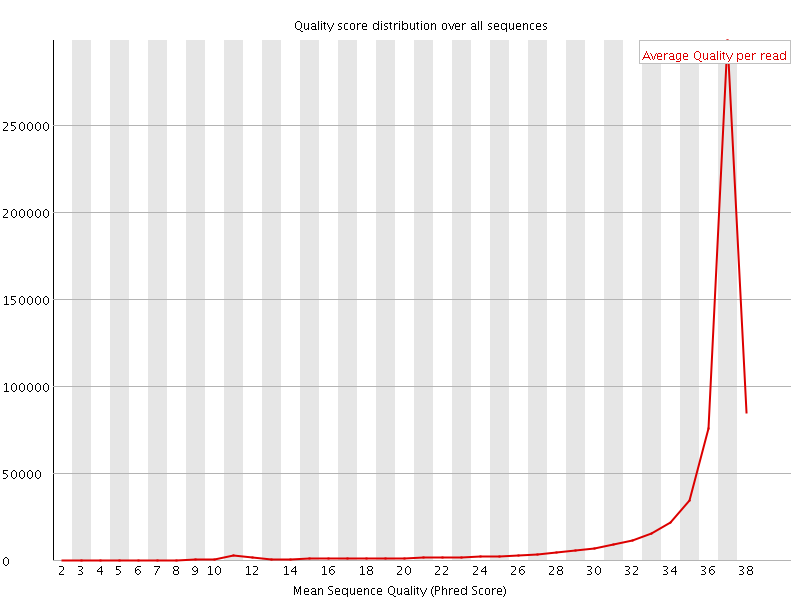 Quality score distribution over all sequences
Average Quality per read
250000
200000
150000
100000
50000
0
2 3 4 5 6 7 8 9 10 12 14 16 18 20 22 24 26 28 30 32 34 36 38
Mean Sequence Quality (Phred Score)